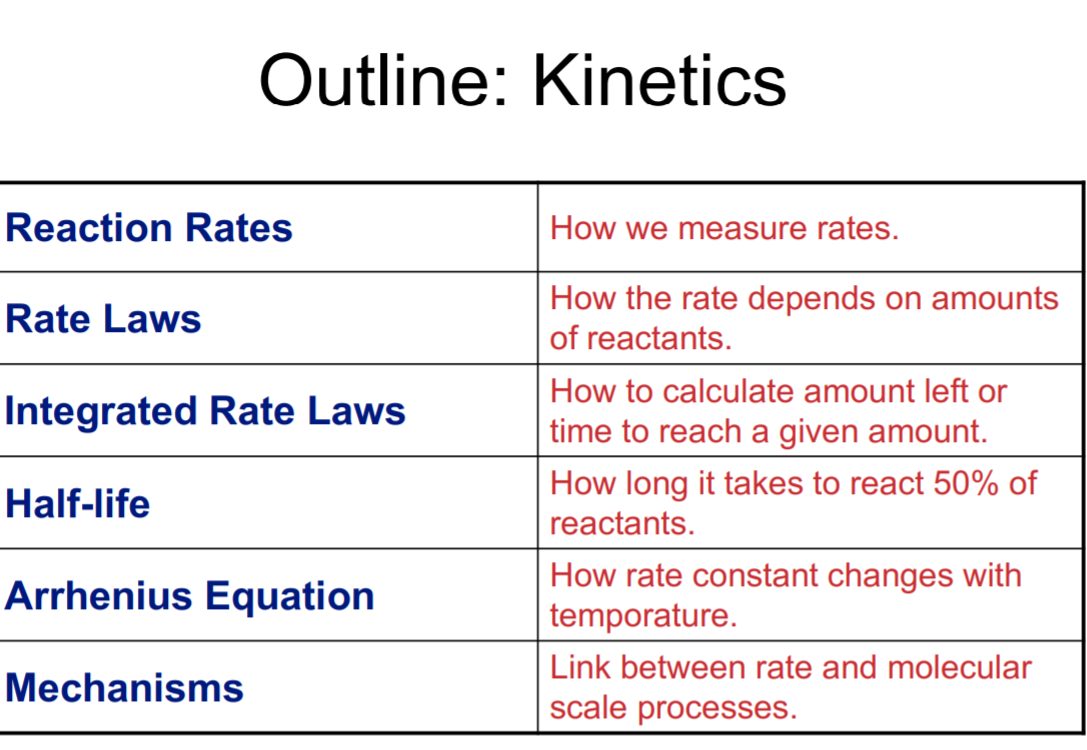 Outline: Kinetics
Reaction Rates
How we measure rates.
Rate Laws
How the rate depends on amounts
of reactants.
Integrated Rate Laws
How to calculate amount left or
time to reach a given amount.
Half-life
How long it takes to react 50% of
reactants.
Arrhenius Equation
How rate constant changes with
temperature.
Mechanisms
Link between rate and molecular
scale processes.